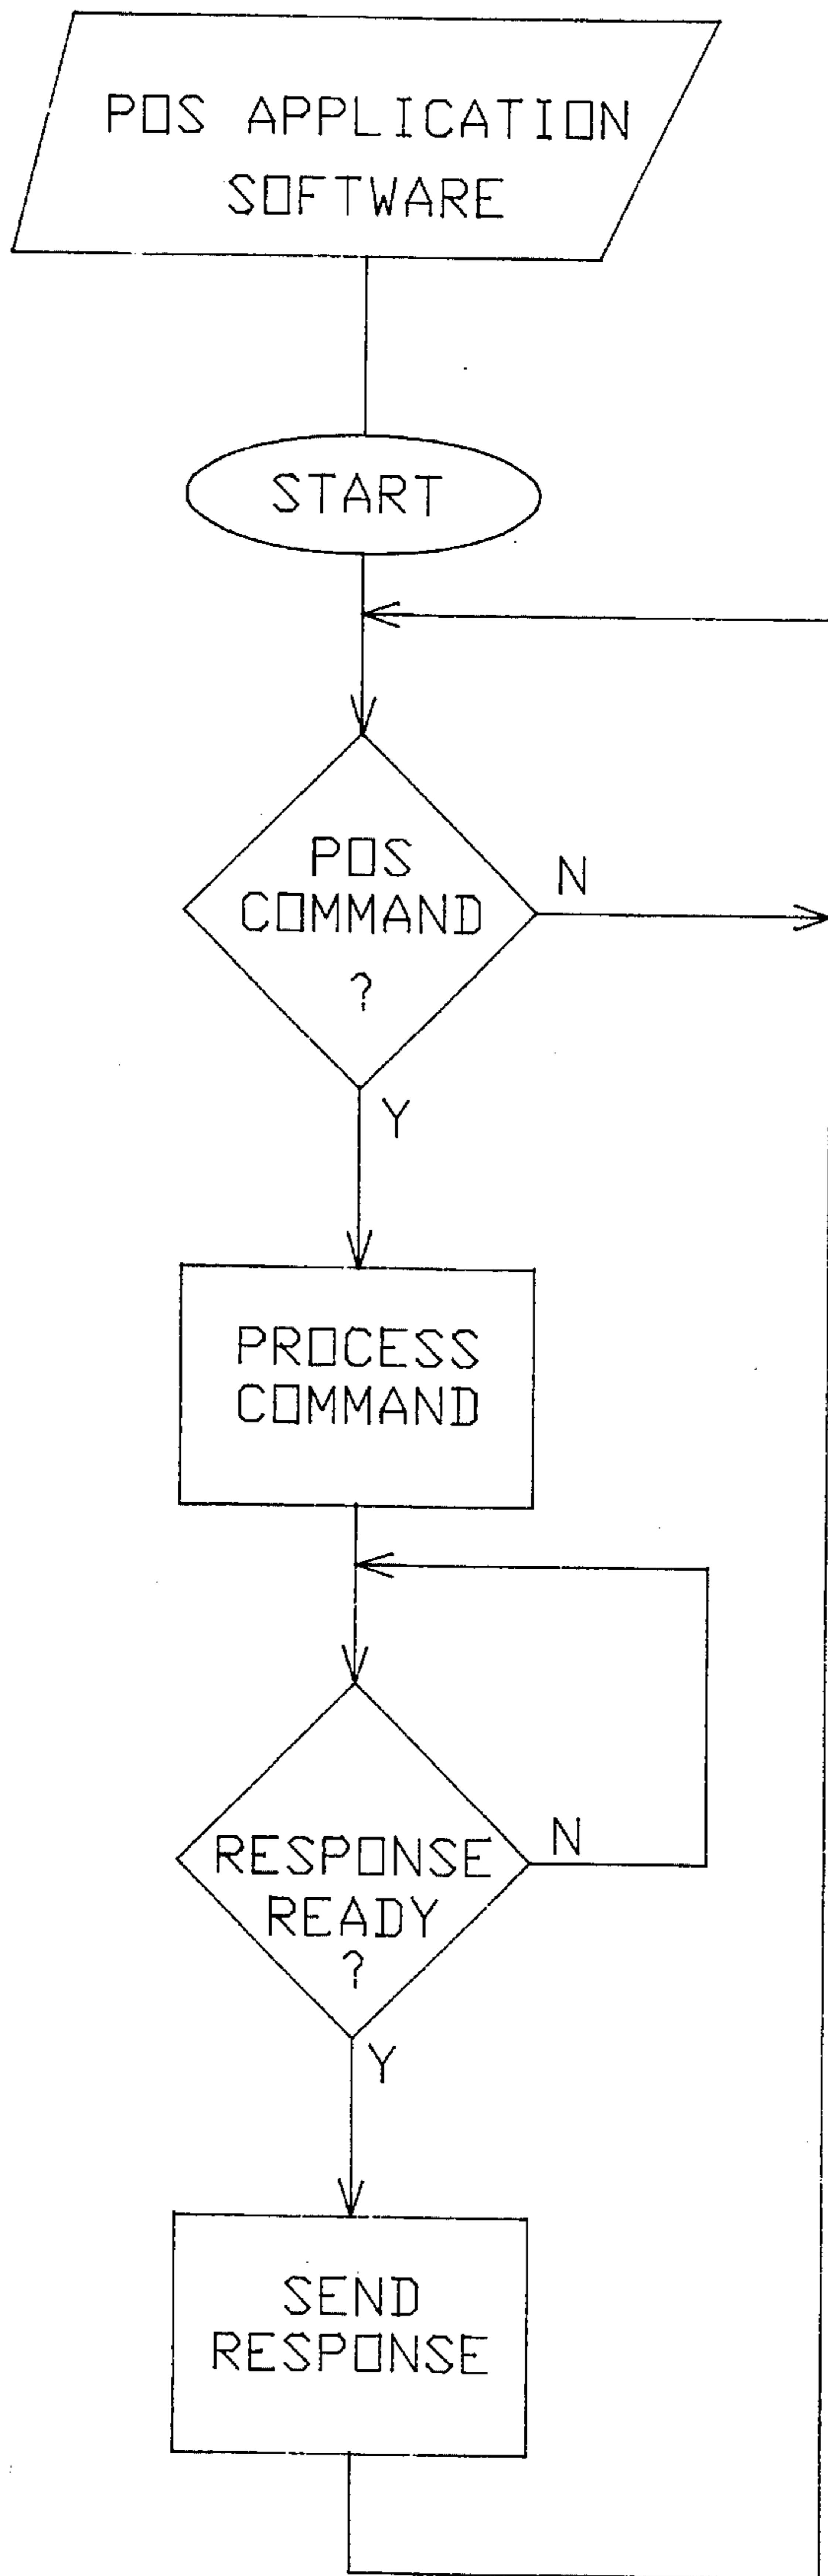 POS APPLICATION
SOFTWARE
START
POS
COMMAND
?
N
Y
PROCESS
COMMAND
RESPONSE
READY
?
N
Y
SEND
RESPONSE